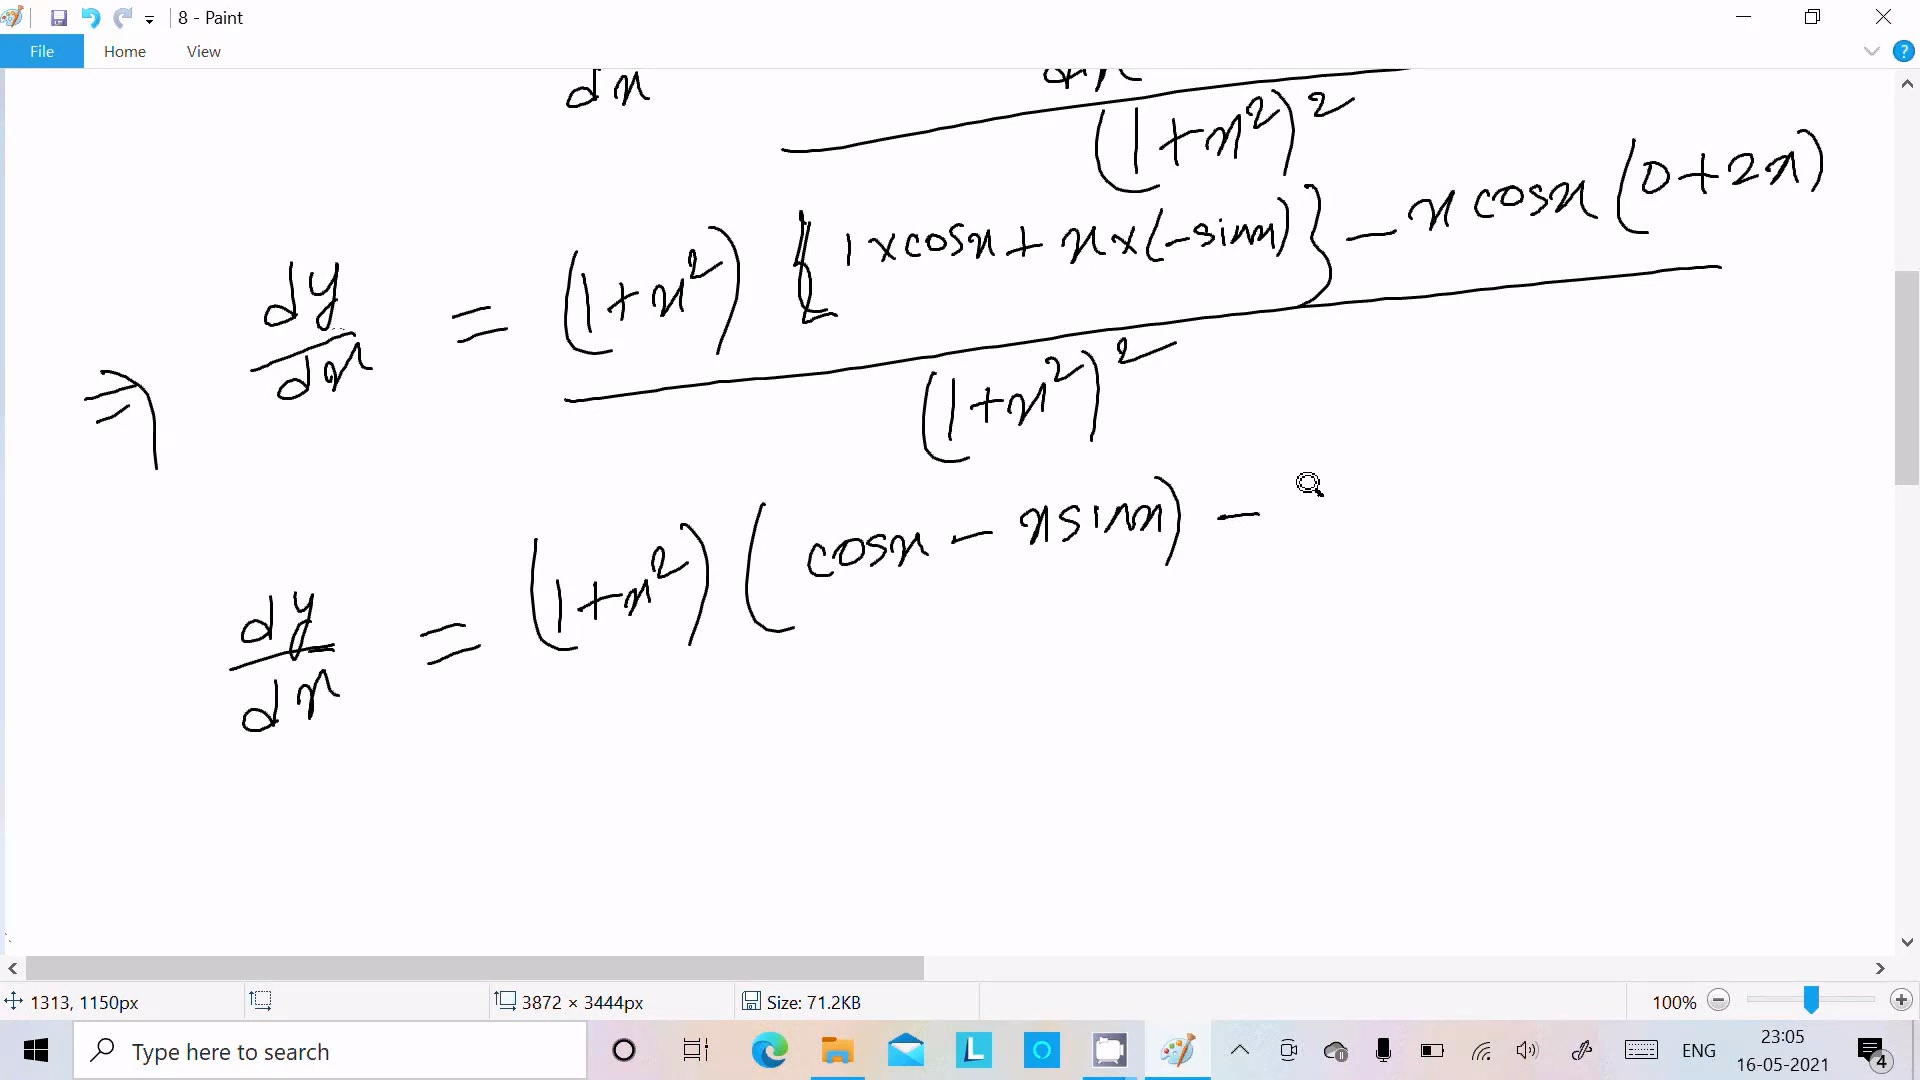 8 - Paint
File Home View
dx
(1+x²)²
⇒ dy/dx = (1+x²) {1×cosx + x×(-sinx)} - x cosx (0+2x)
(1+x²)²
dy/dx = (1+x²) (cosx - xsinx) -
1313, 1150px 3872 × 3444px Size: 71.2KB 100%
Type here to search
L
ENG
23:05
16-05-2021
4